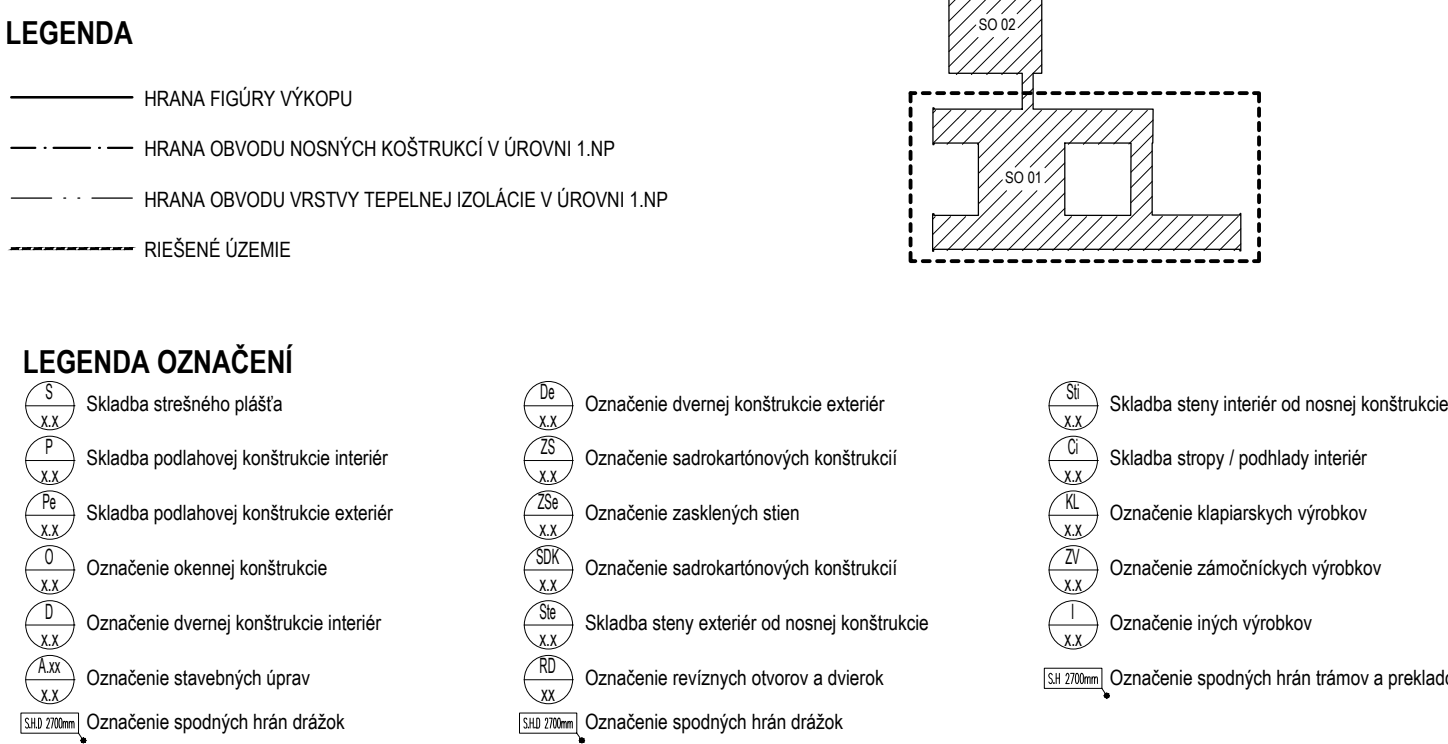 LEGENDA
HRANA FIGÚRY VÝKOPU
HRANA OBVODU NOSNÝCH KOŠTRUKCÍ V ÚROVNI 1.NP
HRANA OBVODU VRSTVY TEPELNEJ IZOLÁCIE V ÚROVNI 1.NP
RIEŠENÉ ÚZEMIE
SO 02
SO 01
LEGENDA OZNAČENÍ
S
X.X
Skladba strešného plášťa
P
X.X
Skladba podlahovej konštrukcie interiér
Pe
X.X
Skladba podlahovej konštrukcie exteriér
O
X.X
Označenie okennej konštrukcie
D
X.X
Označenie dvernej konštrukcie interiér
A.xx
X.X
Označenie stavebných úprav
S.H.D 2700mm
Označenie spodných hrán drážok
De
X.X
Označenie dvernej konštrukcie exteriér
ZS
X.X
Označenie sadrokartónových konštrukcií
ZSe
X.X
Označenie zasklených stien
SDK
X.X
Označenie sadrokartónových konštrukcií
Ste
X.X
Skladba steny exteriér od nosnej konštrukcie
RD
XX
Označenie revíznych otvorov a dvierok
S.H.D 2700mm
Označenie spodných hrán drážok
Sti
X.X
Skladba steny interiér od nosnej konštrukcie
Ci
X.X
Skladba stropy / podhlady interiér
KL
X.X
Označenie klapiarskych výrobkov
ZV
X.X
Označenie zámočníckych výrobkov
I
X.X
Označenie iných výrobkov
S.H 2700mm
Označenie spodných hrán trámov a